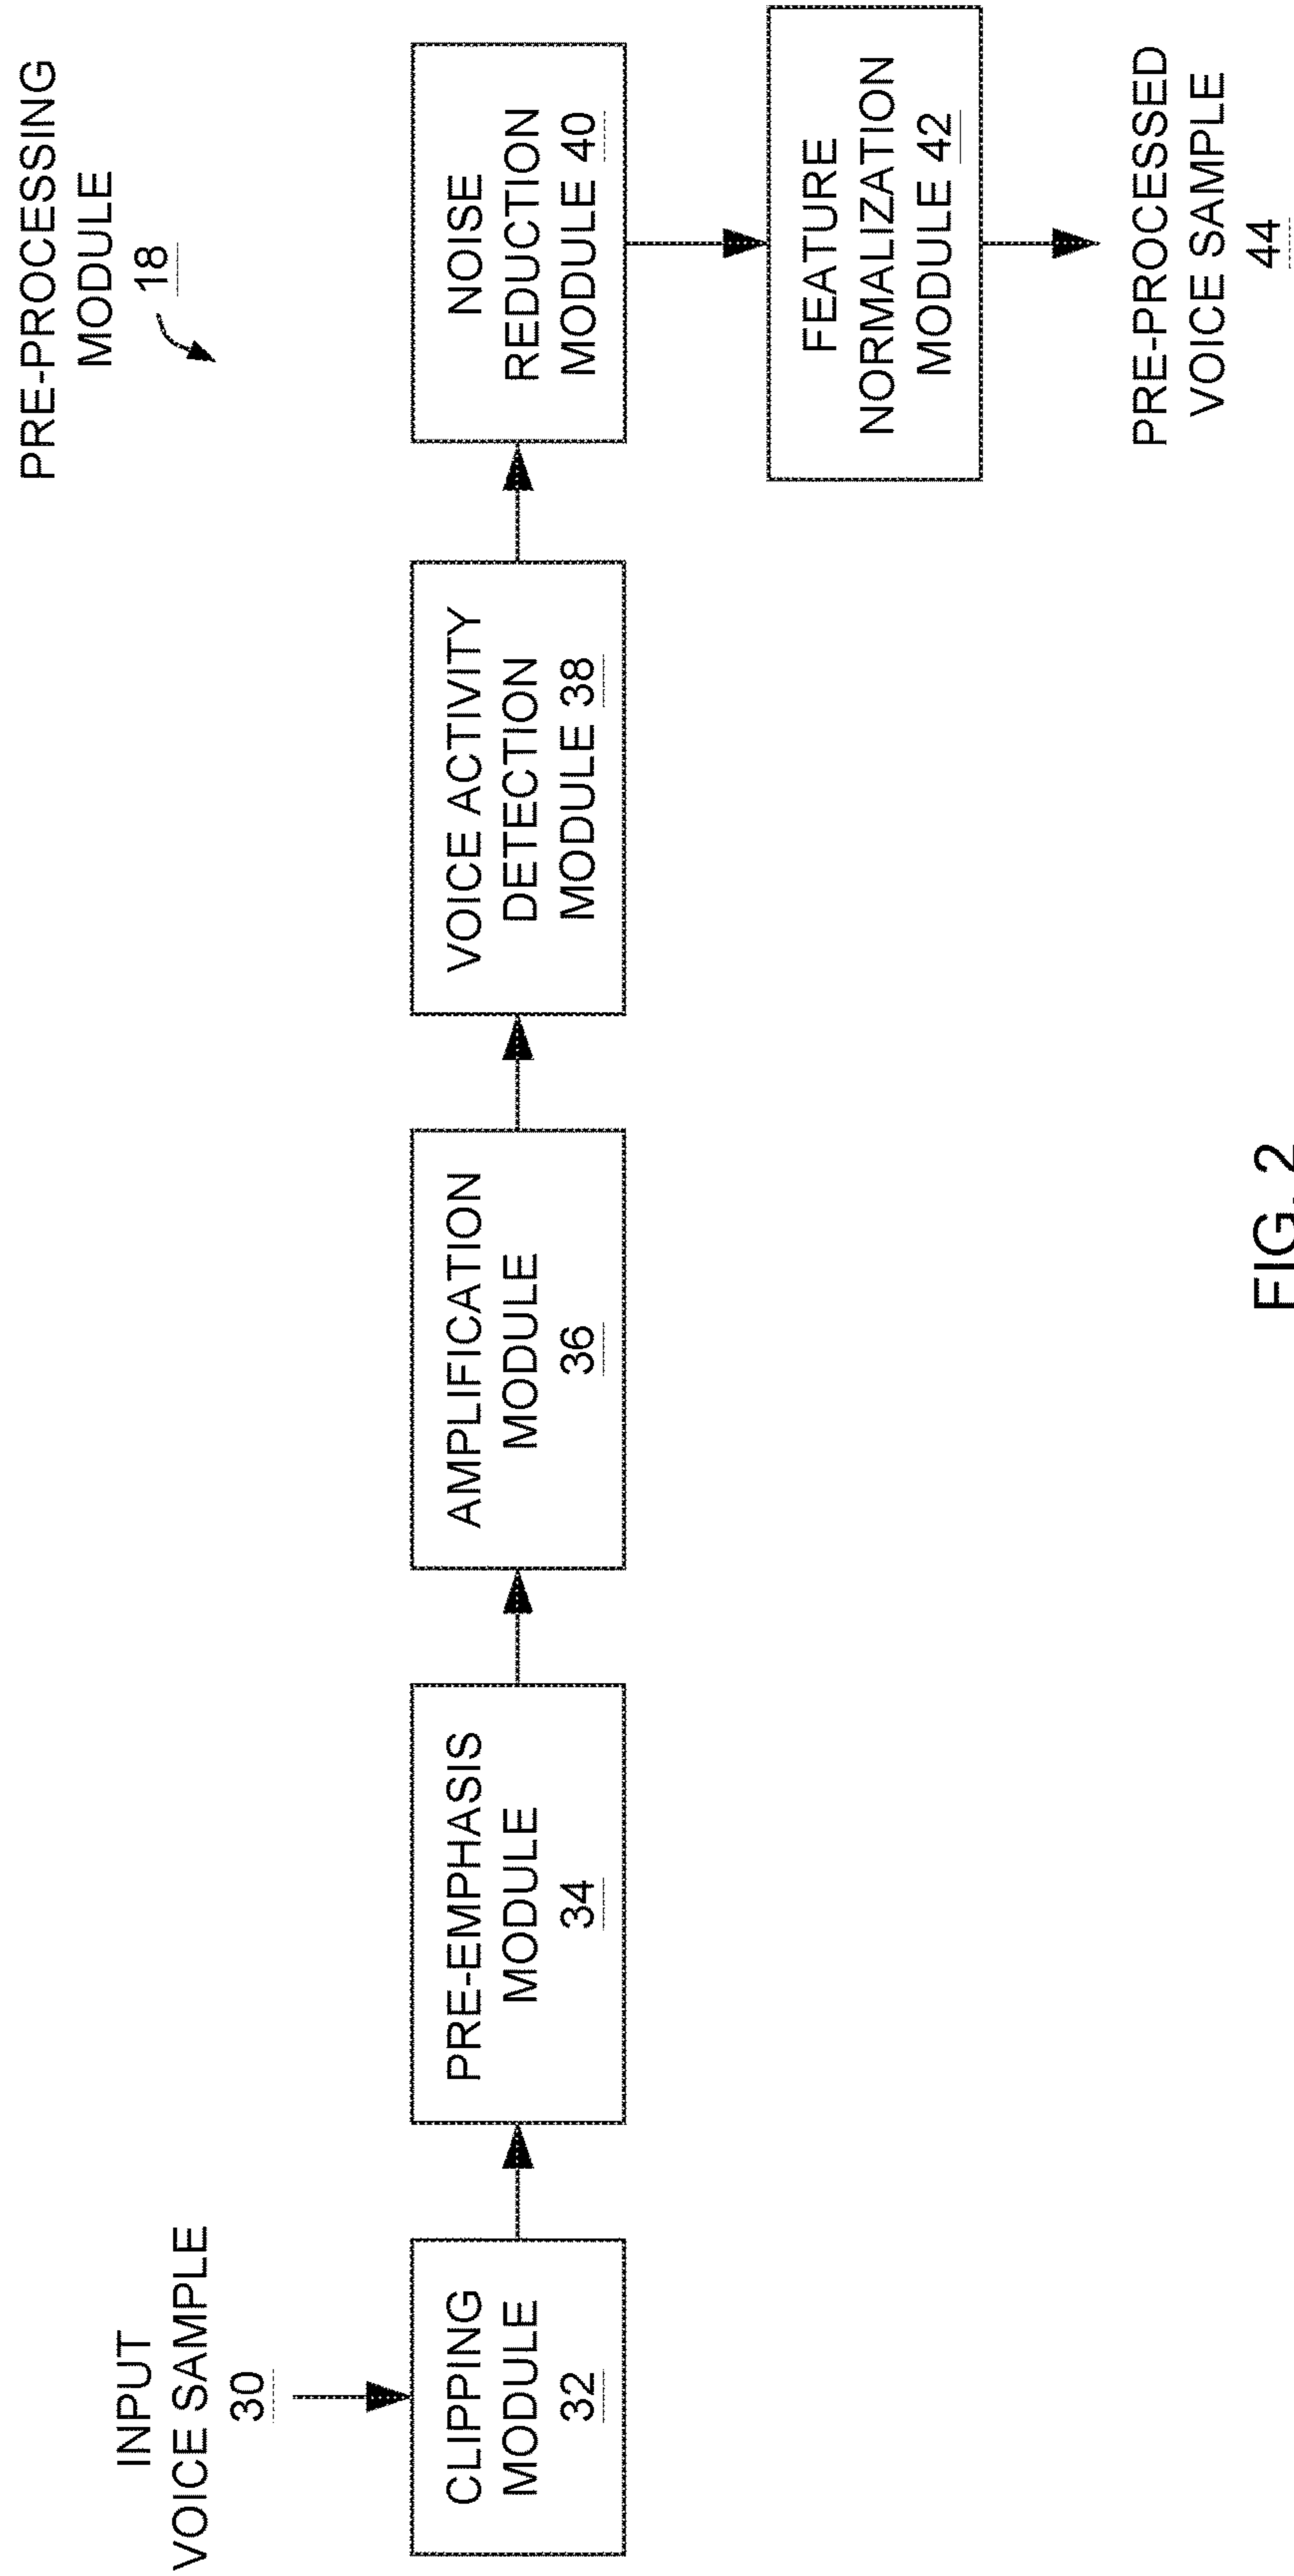 PRE-PROCESSING
MODULE
18
INPUT
VOICE SAMPLE
30
CLIPPING
MODULE
32
PRE-EMPHASIS
MODULE
34
AMPLIFICATION
MODULE
36
VOICE ACTIVITY
DETECTION
MODULE 38
NOISE
REDUCTION
MODULE 40
FEATURE
NORMALIZATION
MODULE 42
PRE-PROCESSED
VOICE SAMPLE
44
FIG. 2